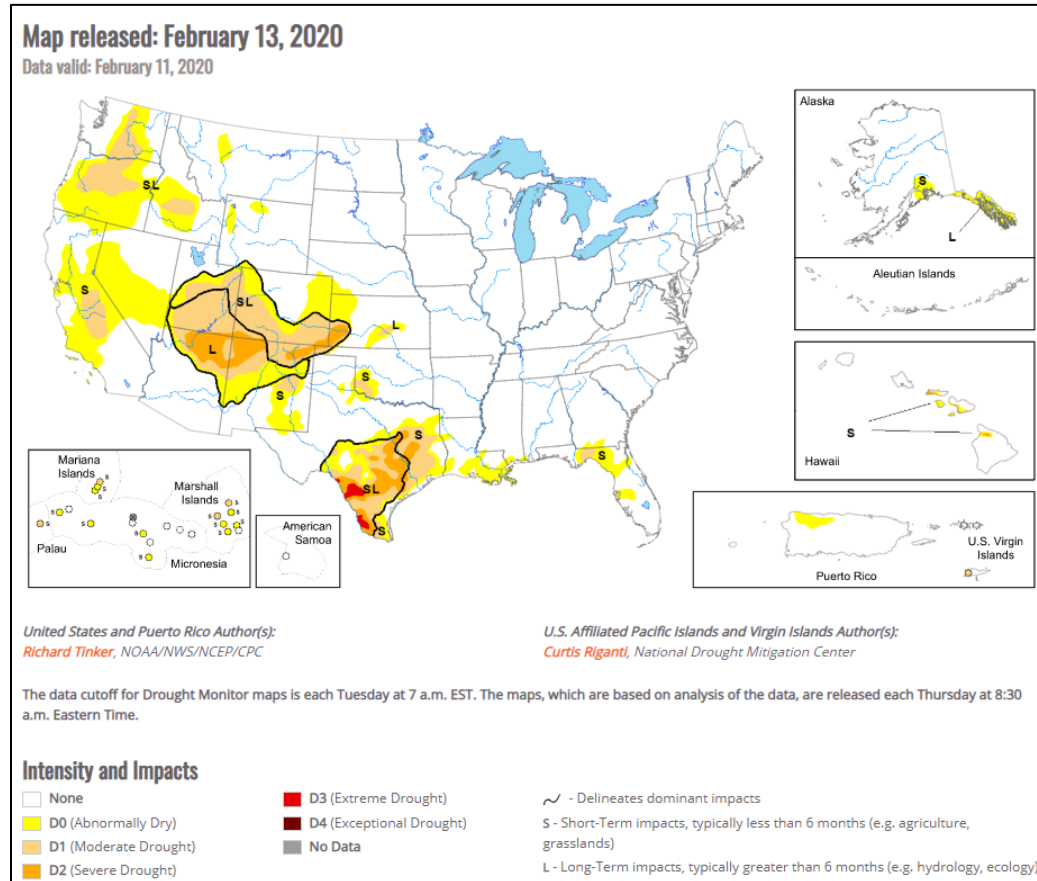 Map released: February 13, 2020
Data valid: February 11, 2020
Alaska
S
L
Aleutian Islands
S L
S
S L
L
L
S
S
S
S L
S
S
S
Hawaii
Mariana
Islands
Marshall
Islands
Palau
Micronesia
American
Samoa
U.S. Virgin
Islands
Puerto Rico
United States and Puerto Rico Author(s):
Richard Tinker, NOAA/NWS/NCEP/CPC
U.S. Affiliated Pacific Islands and Virgin Islands Author(s):
Curtis Riganti, National Drought Mitigation Center
The data cutoff for Drought Monitor maps is each Tuesday at 7 a.m. EST. The maps, which are based on analysis of the data, are released each Thursday at 8:30
a.m. Eastern Time.
Intensity and Impacts
None
D0 (Abnormally Dry)
D1 (Moderate Drought)
D2 (Severe Drought)
D3 (Extreme Drought)
D4 (Exceptional Drought)
No Data
- Delineates dominant impacts
S - Short-Term impacts, typically less than 6 months (e.g. agriculture,
grasslands)
L - Long-Term impacts, typically greater than 6 months (e.g. hydrology, ecology)